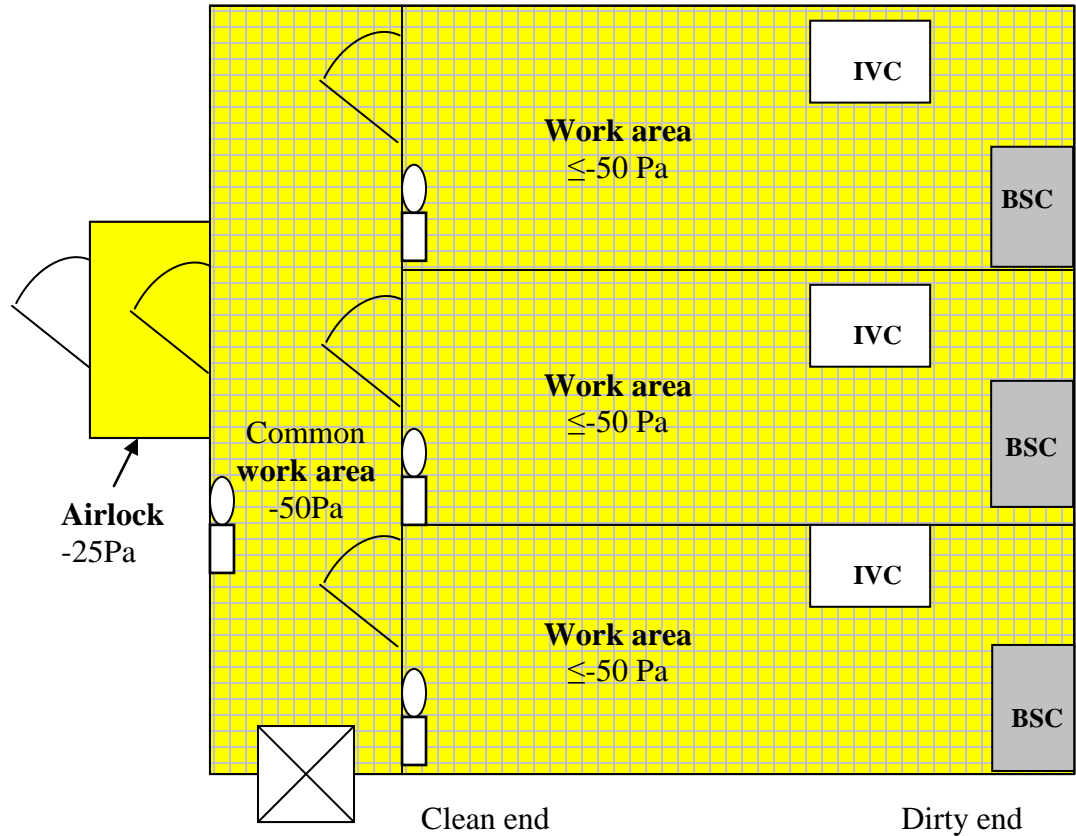 IVC
Work area
≤-50 Pa
BSC
IVC
Work area
≤-50 Pa
BSC
Common
work area
-50Pa
Airlock
-25Pa
IVC
Work area
≤-50 Pa
BSC
Clean end
Dirty end